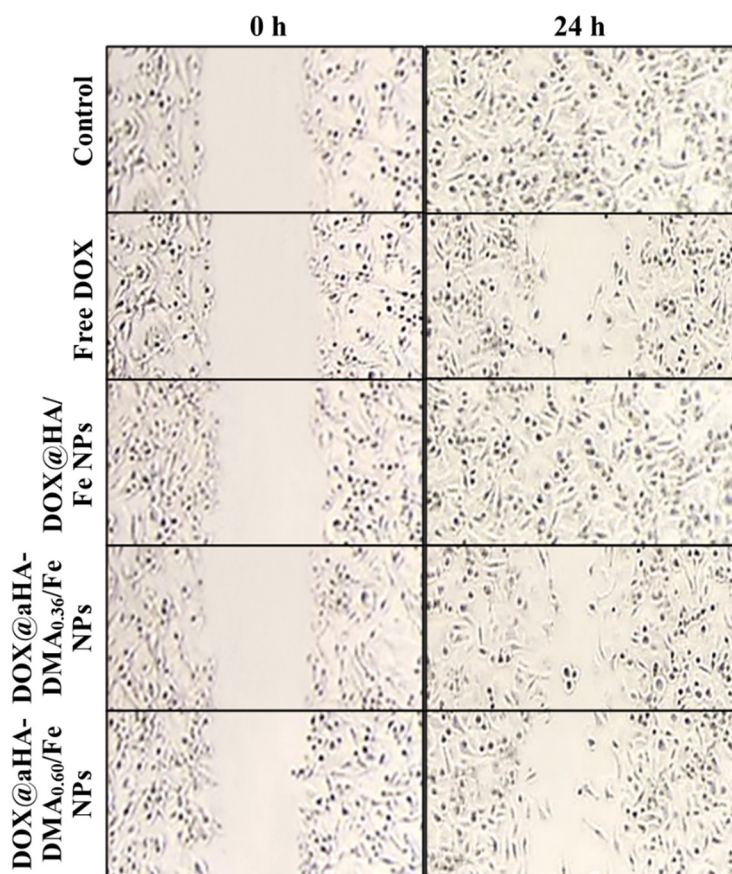 0 h
24 h
Control
Free DOX
DOX@HA/
Fe NPs
DOX@aHA-
DMA0.36/Fe
NPs
DOX@aHA-
DMA0.60/Fe
NPs